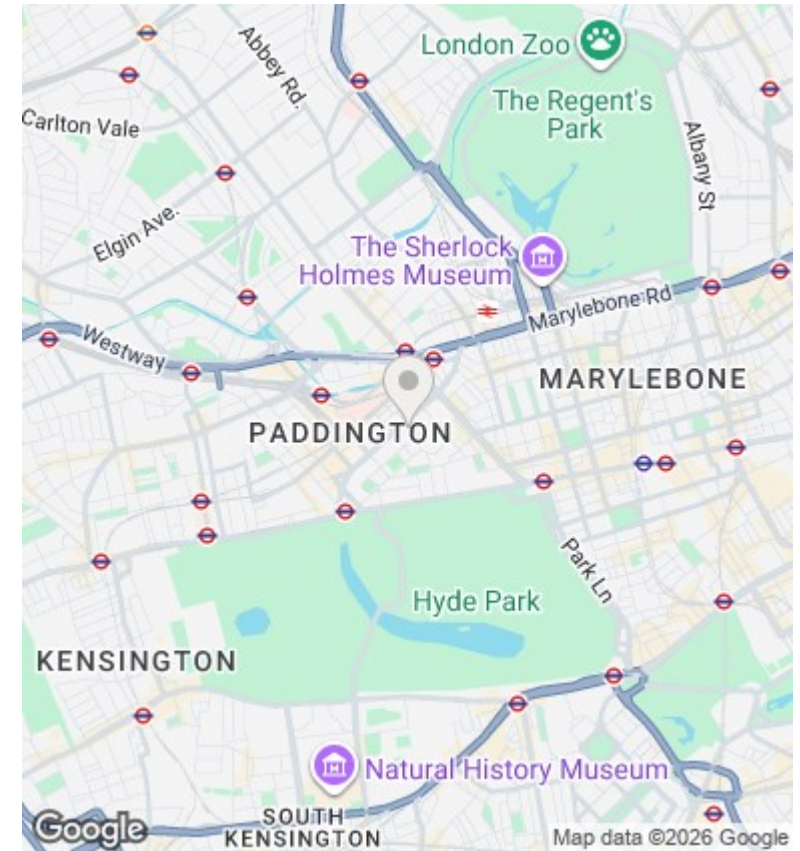 London Zoo
The Regent's
Park
Abbey Rd.
Carlton Vale
Albany St
Elgin Ave.
The Sherlock
Holmes Museum
Marylebone Rd
Westway
MARYLEBONE
PADDINGTON
Park Ln
Hyde Park
KENSINGTON
Natural History Museum
SOUTH
KENSINGTON
Google
Map data ©2026 Google